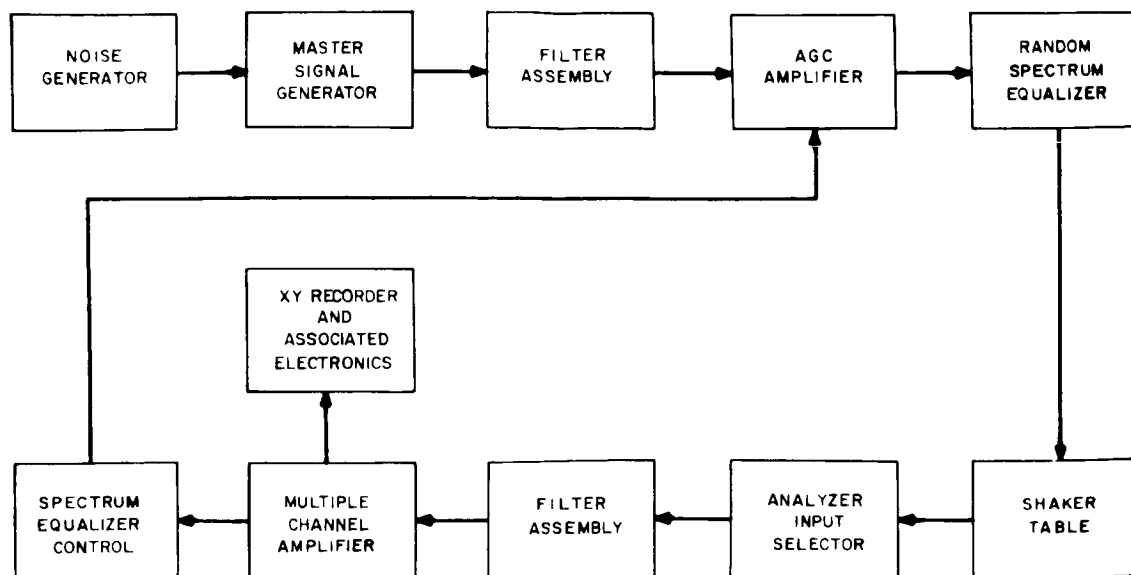 NOISE
GENERATOR
MASTER
SIGNAL
GENERATOR
FILTER
ASSEMBLY
AGC
AMPLIFIER
RANDOM
SPECTRUM
EQUALIZER
XY RECORDER
AND
ASSOCIATED
ELECTRONICS
SPECTRUM
EQUALIZER
CONTROL
MULTIPLE
CHANNEL
AMPLIFIER
FILTER
ASSEMBLY
ANALYZER
INPUT
SELECTOR
SHAKER
TABLE